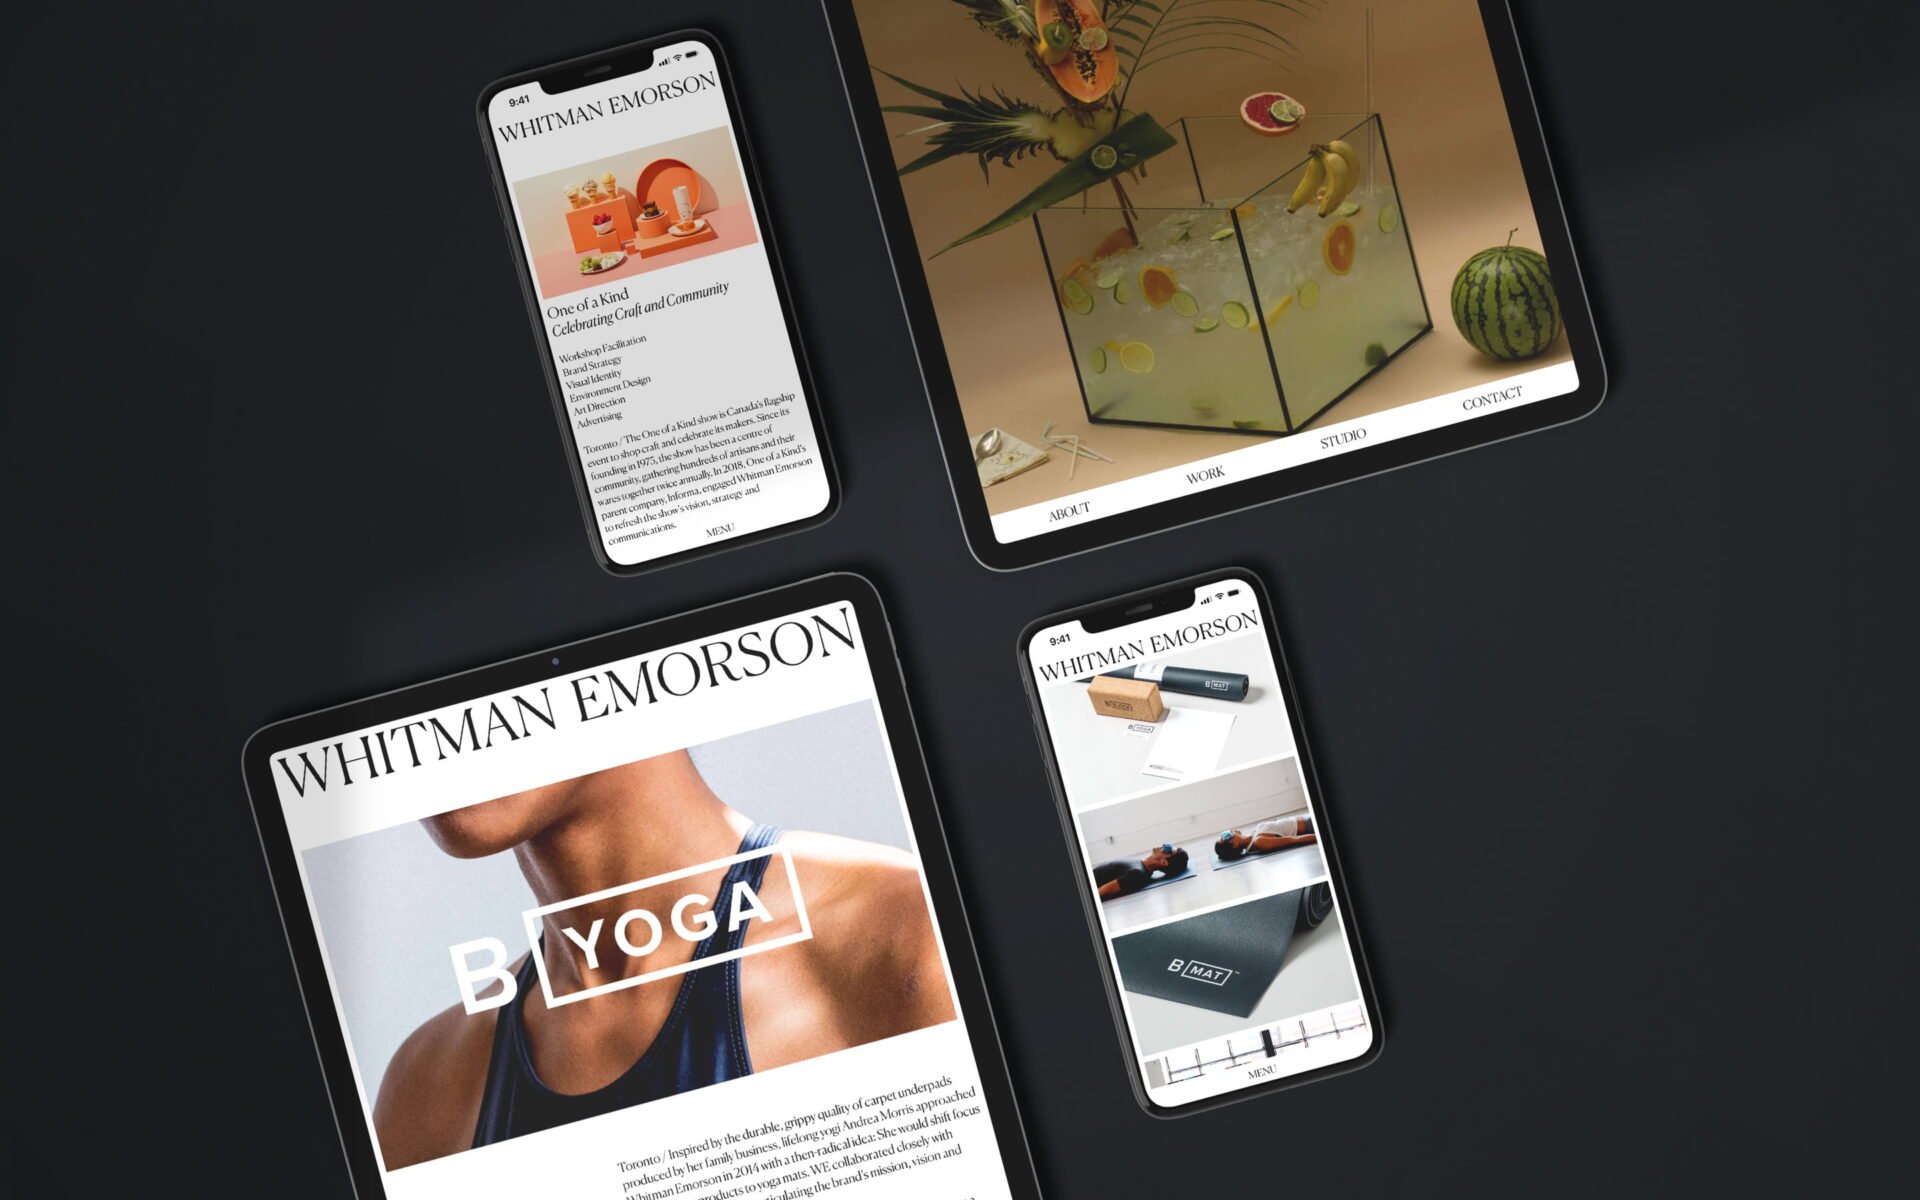 9:41
WHITMAN EMORSON
One of a Kind
Celebrating Craft and Community
Workshop Facilitation
Brand Strategy
Visual Identity
Environment Design
Art Direction
Advertising
Toronto / The One of a Kind show is Canada's flagship
event to shop craft and celebrate its makers. Since its
founding in 1975, the show has been a centre of
community, gathering hundreds of artisans and their
wares together twice annually. In 2018, One of a Kind's
parent company, Informa, engaged Whitman Emorson
to refresh the show's vision, strategy and
communications.
MENU
ABOUT
WORK
STUDIO
CONTACT
WHITMAN EMORSON
B YOGA
Toronto / Inspired by the durable, grippy quality of carpet underpads
produced by her family business, lifelong yogi Andrea Morris approached
Whitman Emorson in 2014 with a then-radical idea: She would shift focus
products to yoga mats. WE collaborated closely with
the brand's mission, vision and
9:41
WHITMAN EMORSON
B MAT
B BLOCK
B YOGA
B MAT™
MENU